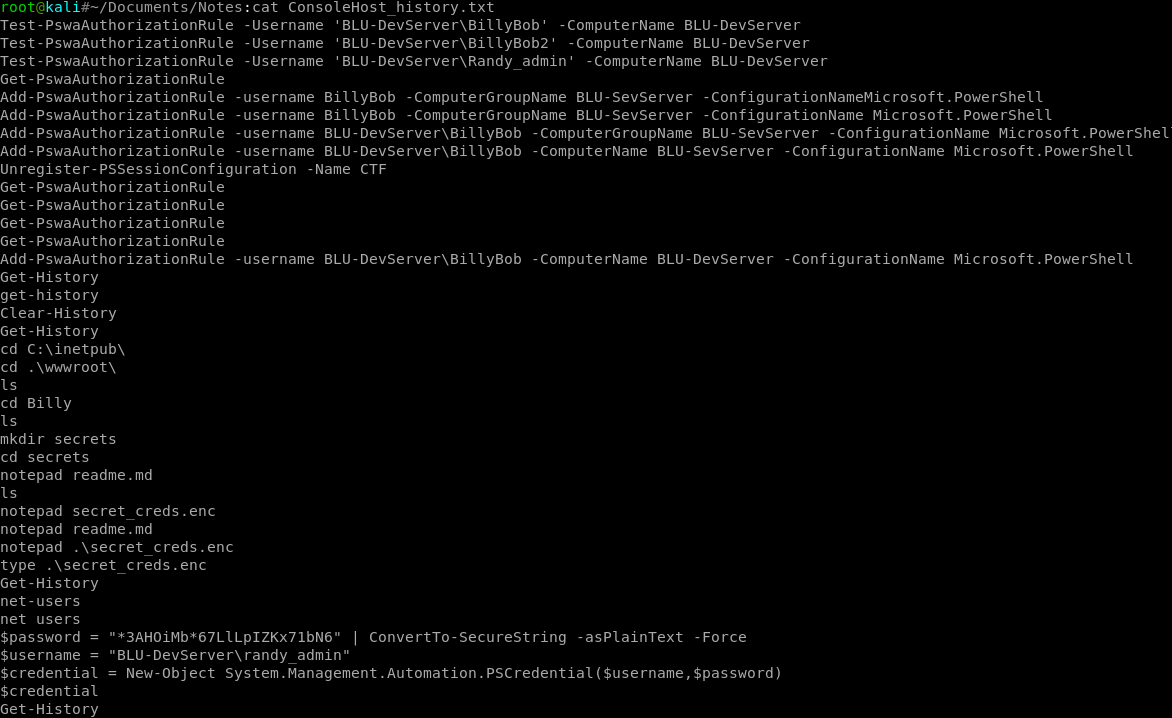 root@kali#~/Documents/Notes:cat ConsoleHost_history.txt
Test-PswaAuthorizationRule -Username 'BLU-DevServer\BillyBob' -ComputerName BLU-DevServer
Test-PswaAuthorizationRule -Username 'BLU-DevServer\BillyBob2' -ComputerName BLU-DevServer
Test-PswaAuthorizationRule -Username 'BLU-DevServer\Randy_admin' -ComputerName BLU-DevServer
Get-PswaAuthorizationRule
Add-PswaAuthorizationRule -username BillyBob -ComputerGroupName BLU-SevServer -ConfigurationNameMicrosoft.PowerShell
Add-PswaAuthorizationRule -username BillyBob -ComputerGroupName BLU-SevServer -ConfigurationName Microsoft.PowerShell
Add-PswaAuthorizationRule -username BLU-DevServer\BillyBob -ComputerGroupName BLU-SevServer -ConfigurationName Microsoft.PowerShell
Add-PswaAuthorizationRule -username BLU-DevServer\BillyBob -ComputerName BLU-SevServer -ConfigurationName Microsoft.PowerShell
Unregister-PSSessionConfiguration -Name CTF
Get-PswaAuthorizationRule
Get-PswaAuthorizationRule
Get-PswaAuthorizationRule
Get-PswaAuthorizationRule
Add-PswaAuthorizationRule -username BLU-DevServer\BillyBob -ComputerName BLU-DevServer -ConfigurationName Microsoft.PowerShell
Get-History
get-history
Clear-History
Get-History
cd C:\inetpub\
cd .\wwwroot\
ls
cd Billy
ls
mkdir secrets
cd secrets
notepad readme.md
ls
notepad secret_creds.enc
notepad readme.md
notepad .\secret_creds.enc
type .\secret_creds.enc
Get-History
net-users
net users
$password = "*3AHOiMb*67LlLpIZKx71bN6" | ConvertTo-SecureString -asPlainText -Force
$username = "BLU-DevServer\randy_admin"
$credential = New-Object System.Management.Automation.PSCredential($username,$password)
$credential
Get-History